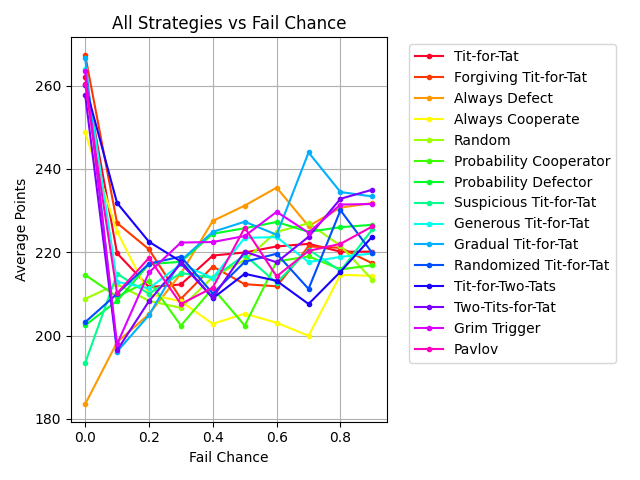 All Strategies vs Fail Chance
260
240
220
200
180
Average Points
0.0 0.2 0.4 0.6 0.8
Fail Chance
Tit-for-Tat
Forgiving Tit-for-Tat
Always Defect
Always Cooperate
Random
Probability Cooperator
Probability Defector
Suspicious Tit-for-Tat
Generous Tit-for-Tat
Gradual Tit-for-Tat
Randomized Tit-for-Tat
Tit-for-Two-Tats
Two-Tits-for-Tat
Grim Trigger
Pavlov